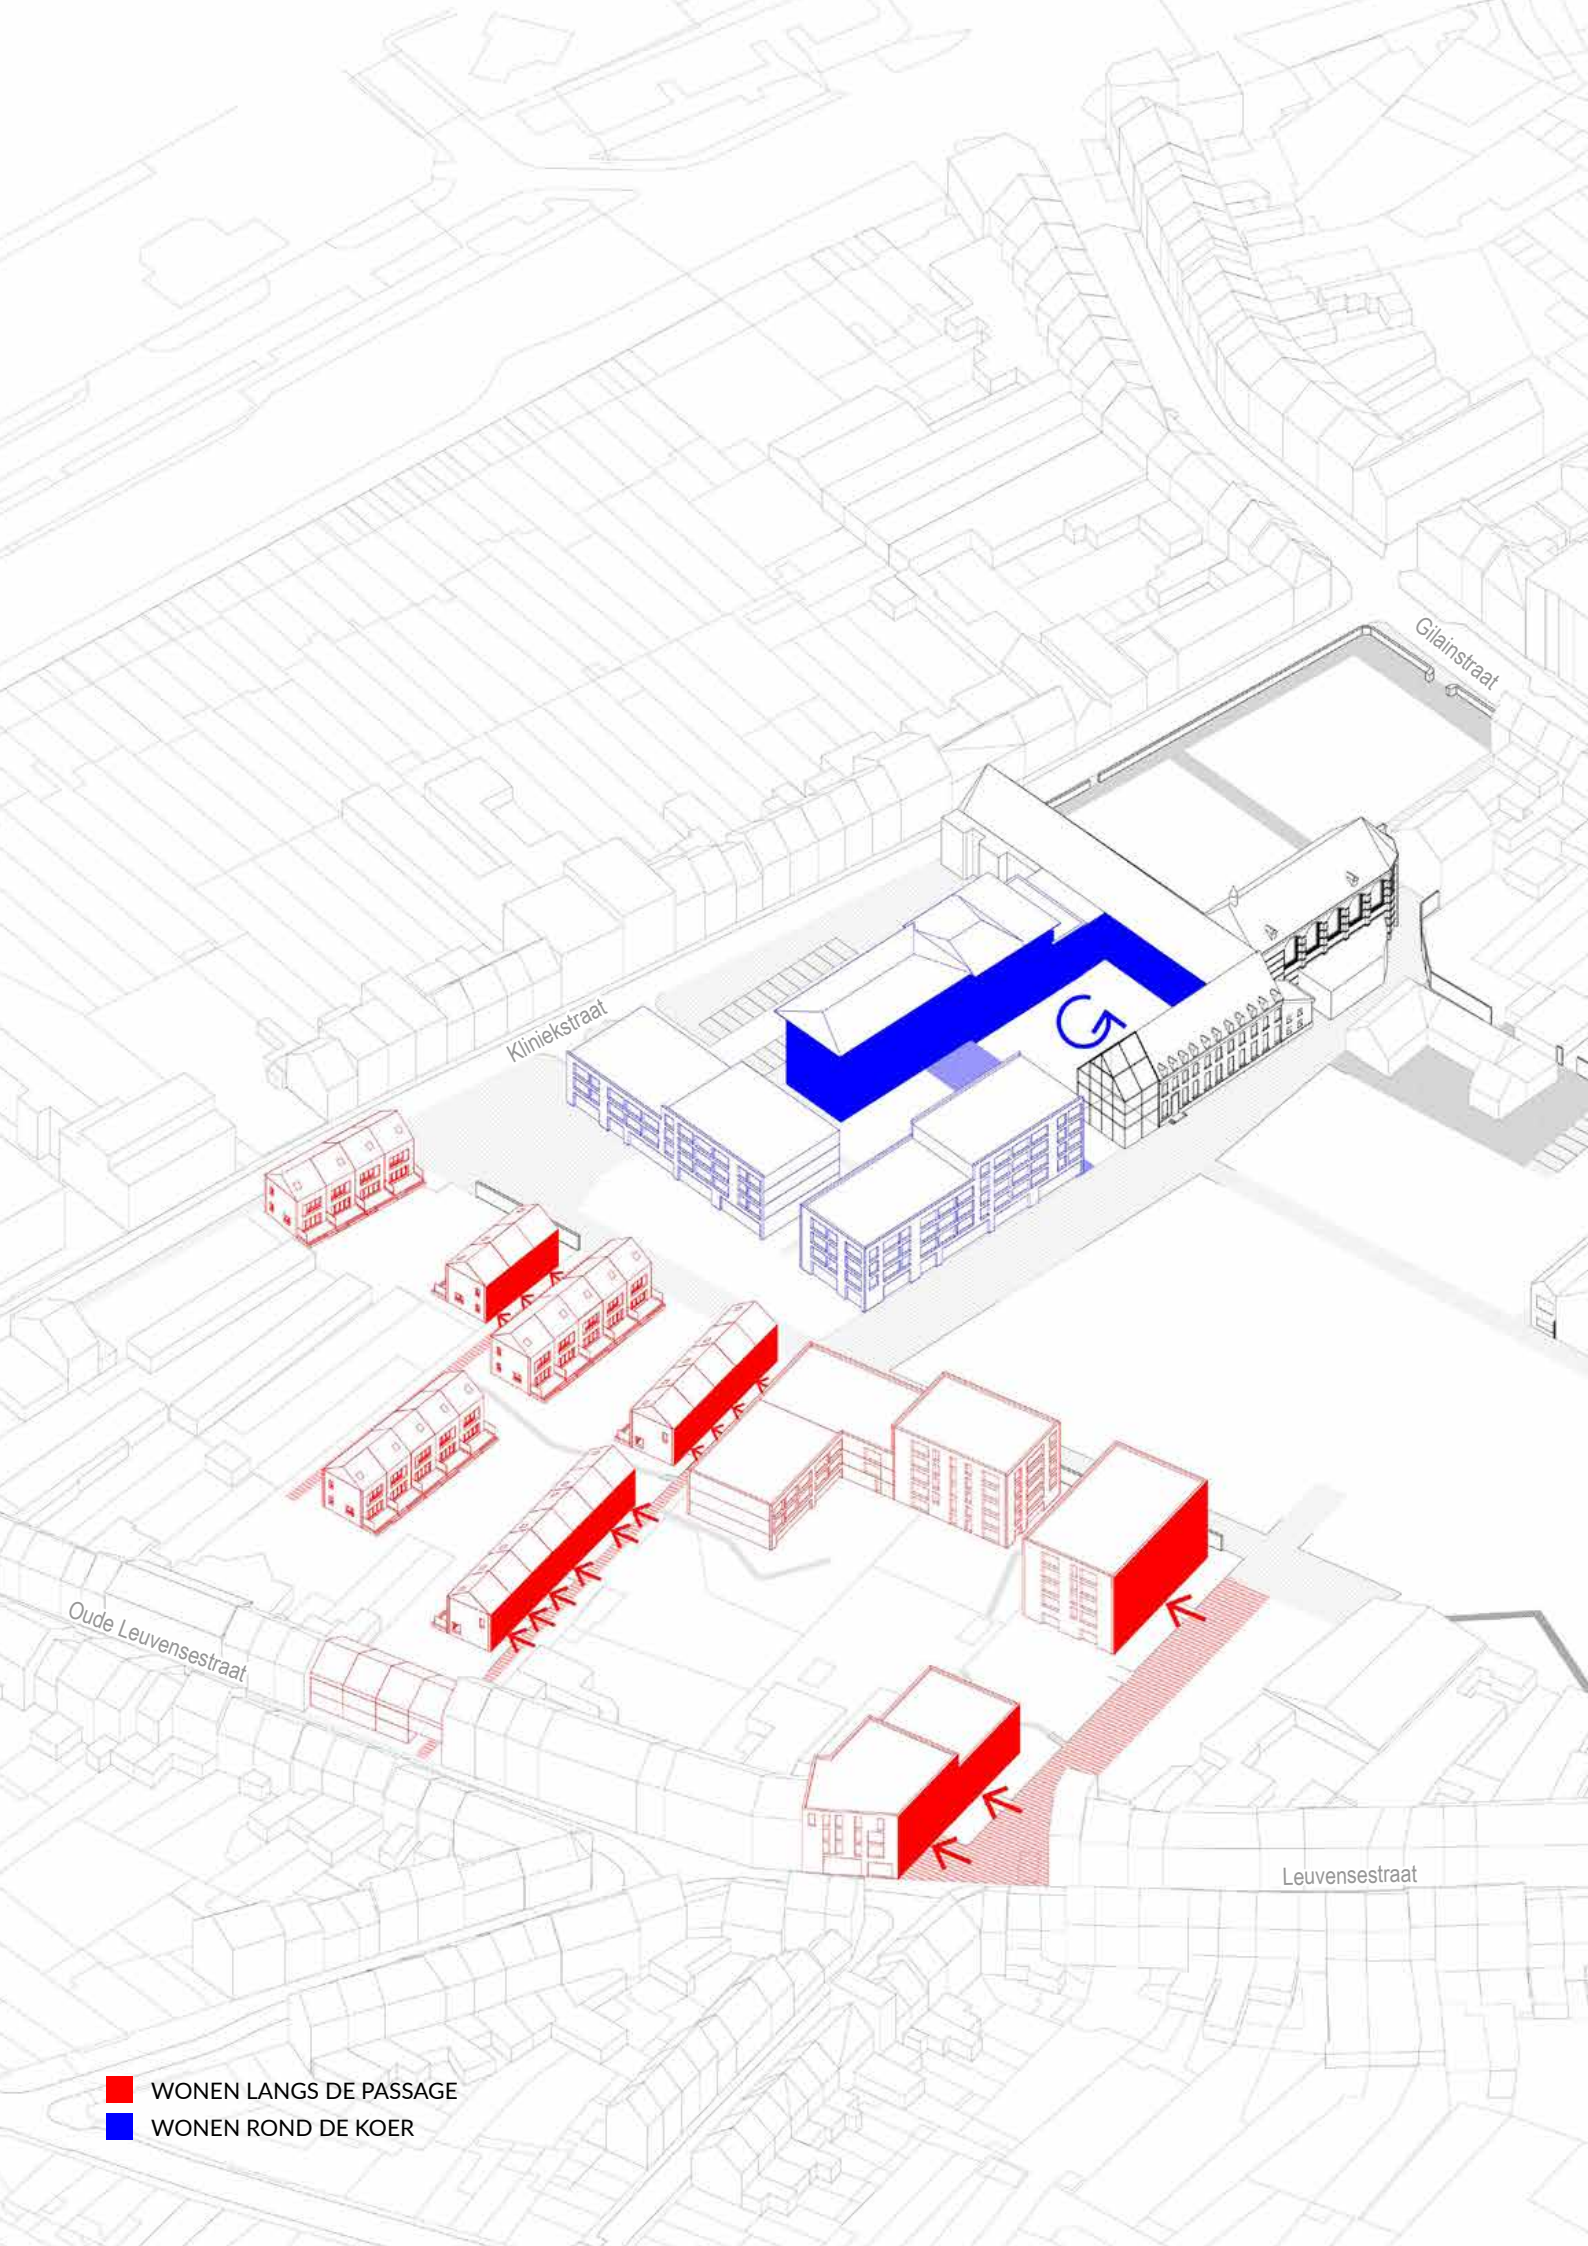 Gilainstraat
Kliniekstraat
Oude Leuvensestraat
Leuvensestraat
WONEN LANGS DE PASSAGE
WONEN ROND DE KOER